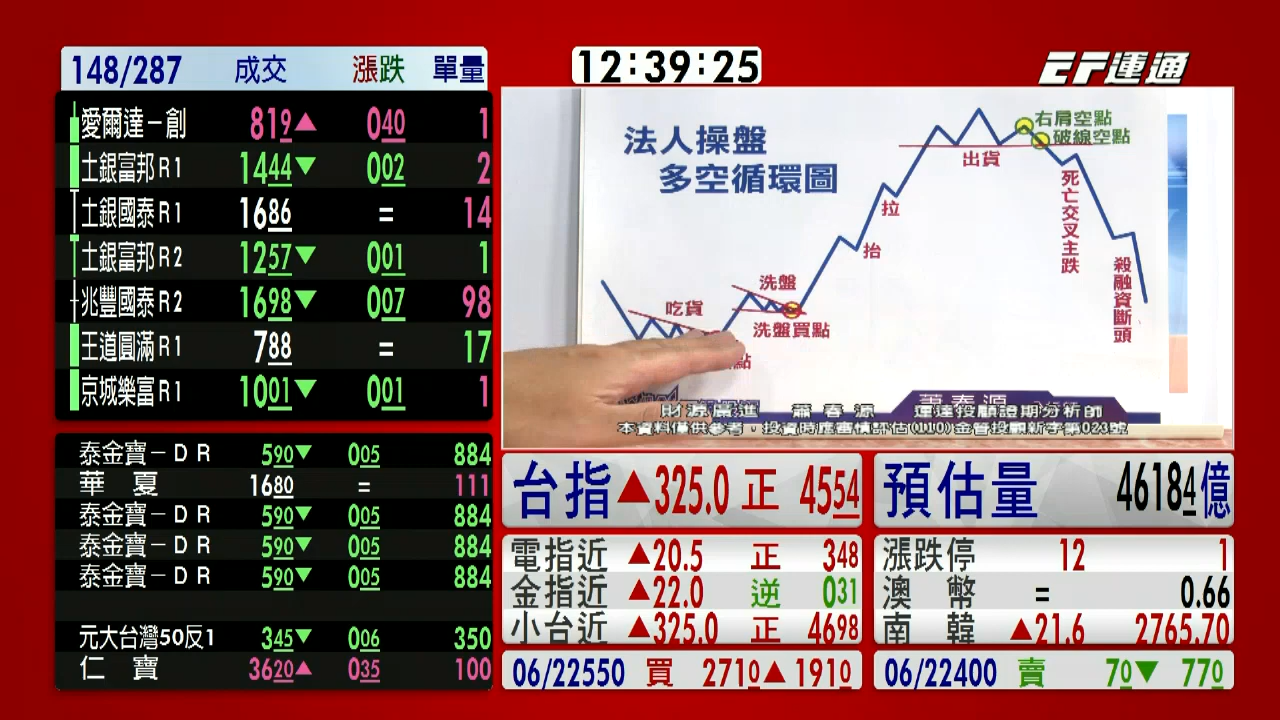 148/287 成交 漲跌 單量
12:39:25
EF運通
愛爾達－創 819▲ 040 1
土銀富邦R1 1444▼ 002 2
土銀國泰R1 1686 = 14
土銀富邦R2 1257▼ 001 1
兆豐國泰R2 1698▼ 007 98
王道圓滿R1 788 = 17
京城樂富R1 1001▼ 001 1
泰金寶－DR 590▼ 005 884
華 夏 1680 = 111
泰金寶－DR 590▼ 005 884
泰金寶－DR 590▼ 005 884
泰金寶－DR 590▼ 005 884
元大台灣50反1 345▼ 006 350
仁 寶 3620▲ 035 100
法人操盤
多空循環圖
右肩空點
破線空點
出貨
拉
抬
死亡交叉主跌
殺融資斷頭
洗盤
吃貨
洗盤買點
點
財源廣進 蕭春源 運達投顧證期分析師
本資料僅供參考，投資時應審慎評估(110)金管投顧新字第023號
台指▲325.0 正 4554
預估量 46184億
電指近 ▲20.5 正 348
金指近 ▲22.0 逆 031
小台近 ▲325.0 正 4698
漲跌停 12 1
澳 幣 = 0.66
南 韓 ▲21.6 2765.70
06/22550 買 2710▲1910
06/22400 賣 70▼ 770